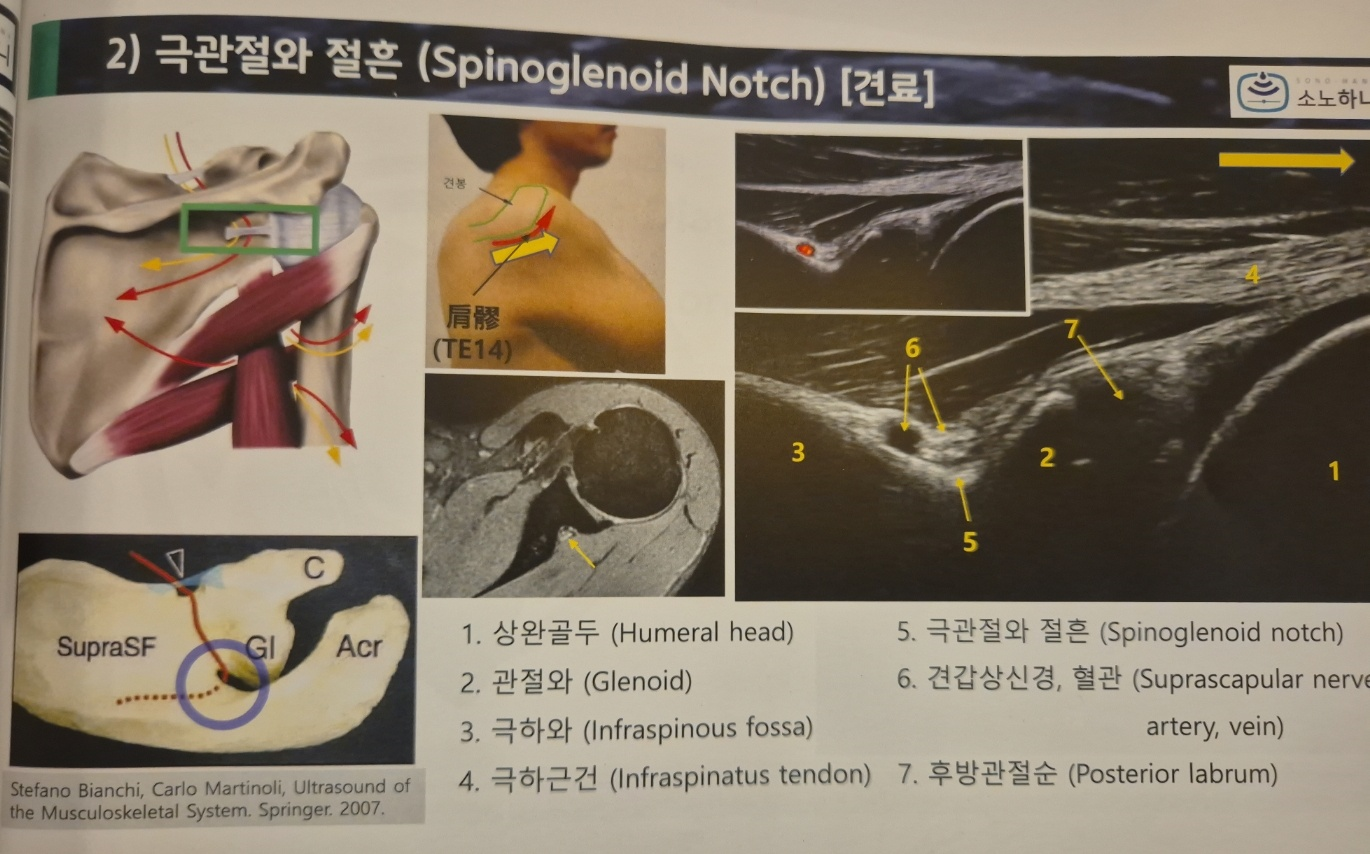 2) 극관절와 절흔 (Spinoglenoid Notch) [견료]
소노하니
견봉
肩髎
(TE14)
4
7
6
3
2
1
5
C
SupraSF
Gl
Acr
Stefano Bianchi, Carlo Martinoli, Ultrasound of
the Musculoskeletal System. Springer. 2007.
1. 상완골두 (Humeral head)
2. 관절와 (Glenoid)
3. 극하와 (Infraspinous fossa)
4. 극하근건 (Infraspinatus tendon)
5. 극관절와 절흔 (Spinoglenoid notch)
6. 견갑상신경, 혈관 (Suprascapular nerve
artery, vein)
7. 후방관절순 (Posterior labrum)